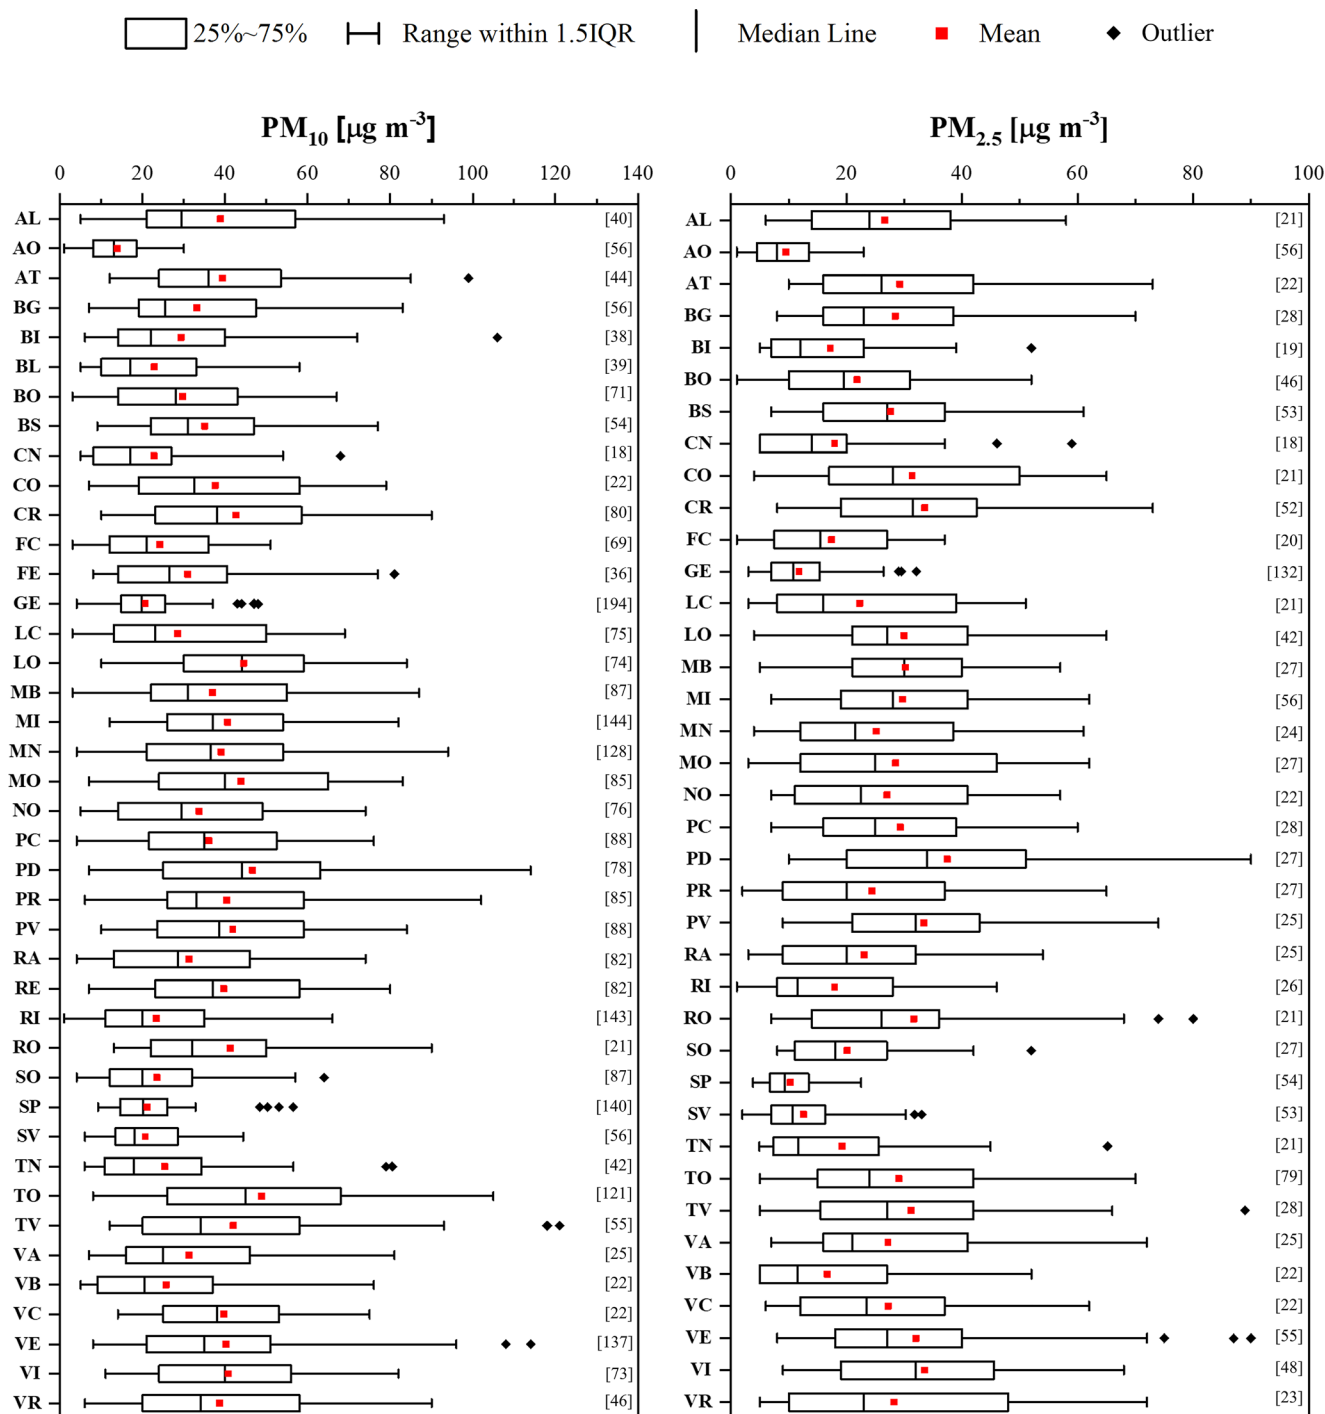 25%~75% Range within 1.5IQR Median Line Mean Outlier
PM10 [μg m-3]
0 20 40 60 80 100 120 140
AL [40]
AO [56]
AT [44]
BG [56]
BI [38]
BL [39]
BO [71]
BS [54]
CN [18]
CO [22]
CR [80]
FC [69]
FE [36]
GE [194]
LC [75]
LO [74]
MB [87]
MI [144]
MN [128]
MO [85]
NO [76]
PC [88]
PD [78]
PR [85]
PV [88]
RA [82]
RE [82]
RI [143]
RO [21]
SO [87]
SP [140]
SV [56]
TN [42]
TO [121]
TV [55]
VA [25]
VB [22]
VC [22]
VE [137]
VI [73]
VR [46]
PM2.5 [μg m-3]
0 20 40 60 80 100
AL [21]
AO [56]
AT [22]
BG [28]
BI [19]
BO [46]
BS [53]
CN [18]
CO [21]
CR [52]
FC [20]
GE [132]
LC [21]
LO [42]
MB [27]
MI [56]
MN [24]
MO [27]
NO [22]
PC [28]
PD [27]
PR [27]
PV [25]
RA [25]
RI [26]
RO [21]
SO [27]
SP [54]
SV [53]
TN [21]
TO [79]
TV [28]
VA [25]
VB [22]
VC [22]
VE [55]
VI [48]
VR [23]